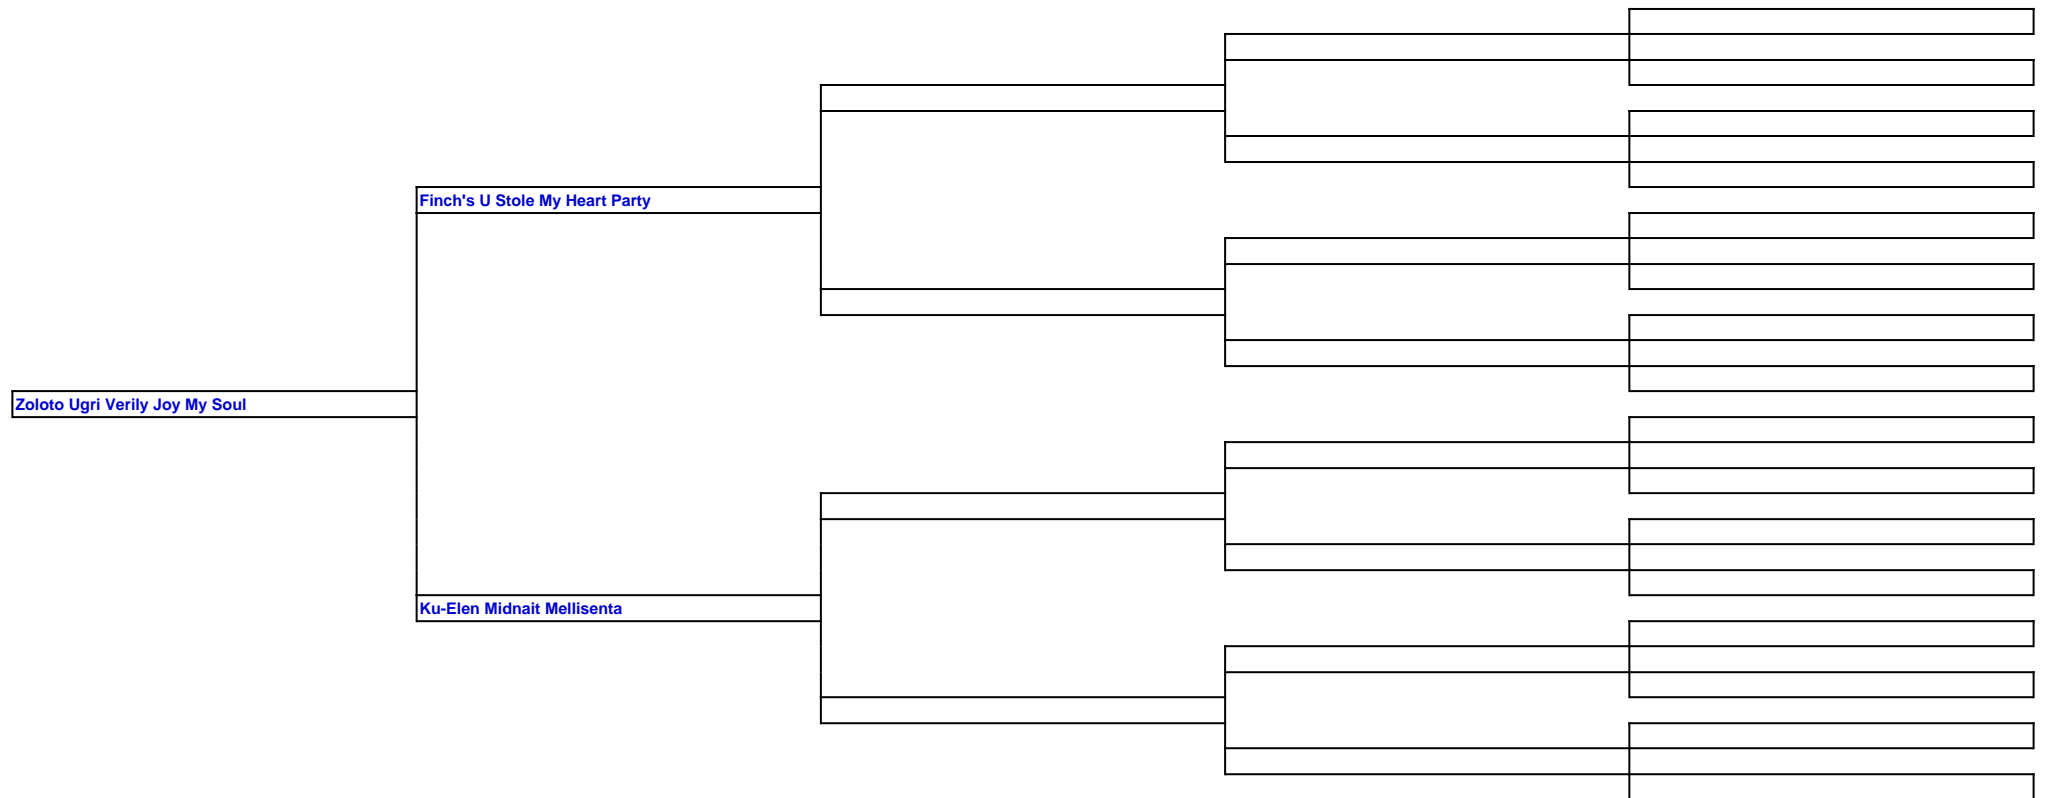 Finch's U Stole My Heart Party
Zoloto Ugri Verily Joy My Soul
Ku-Elen Midnait Mellisenta